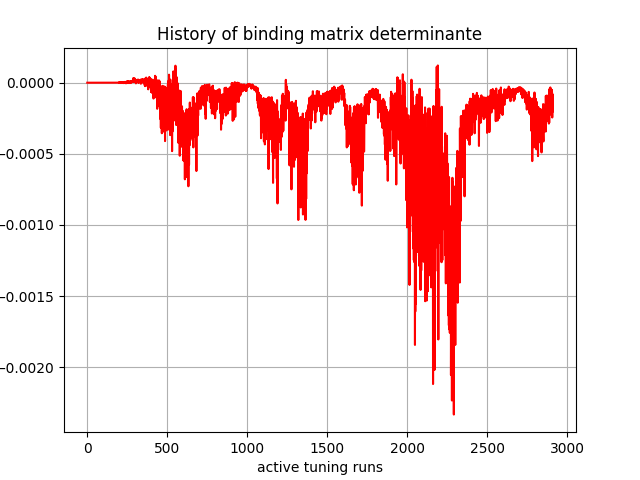 History of binding matrix determinante
0.0000
−0.0005
−0.0010
−0.0015
−0.0020
0 500 1000 1500 2000 2500 3000
active tuning runs